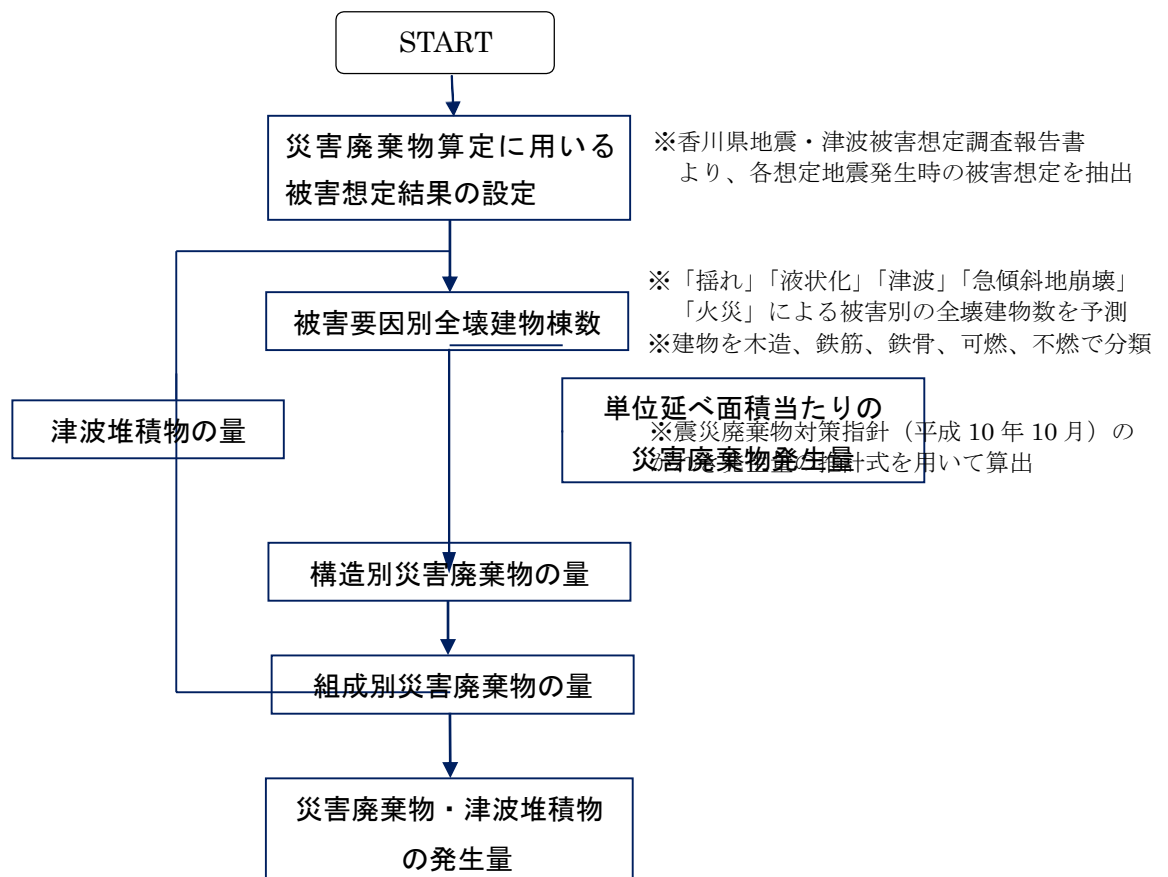 START
災害廃棄物算定に用いる
被害想定結果の設定
※香川県地震・津波被害想定調査報告書
より、各想定地震発生時の被害想定を抽出
被害要因別全壊建物棟数
※「揺れ」「液状化」「津波」「急傾斜地崩壊」
「火災」による被害別の全壊建物数を予測
※建物を木造、鉄筋、鉄骨、可燃、不燃で分類
津波堆積物の量
単位延べ面積当たりの
災害廃棄物発生量
※震災廃棄物対策指針（平成 10 年 10 月）の
推計式を用いて算出
構造別災害廃棄物の量
組成別災害廃棄物の量
災害廃棄物・津波堆積物
の発生量